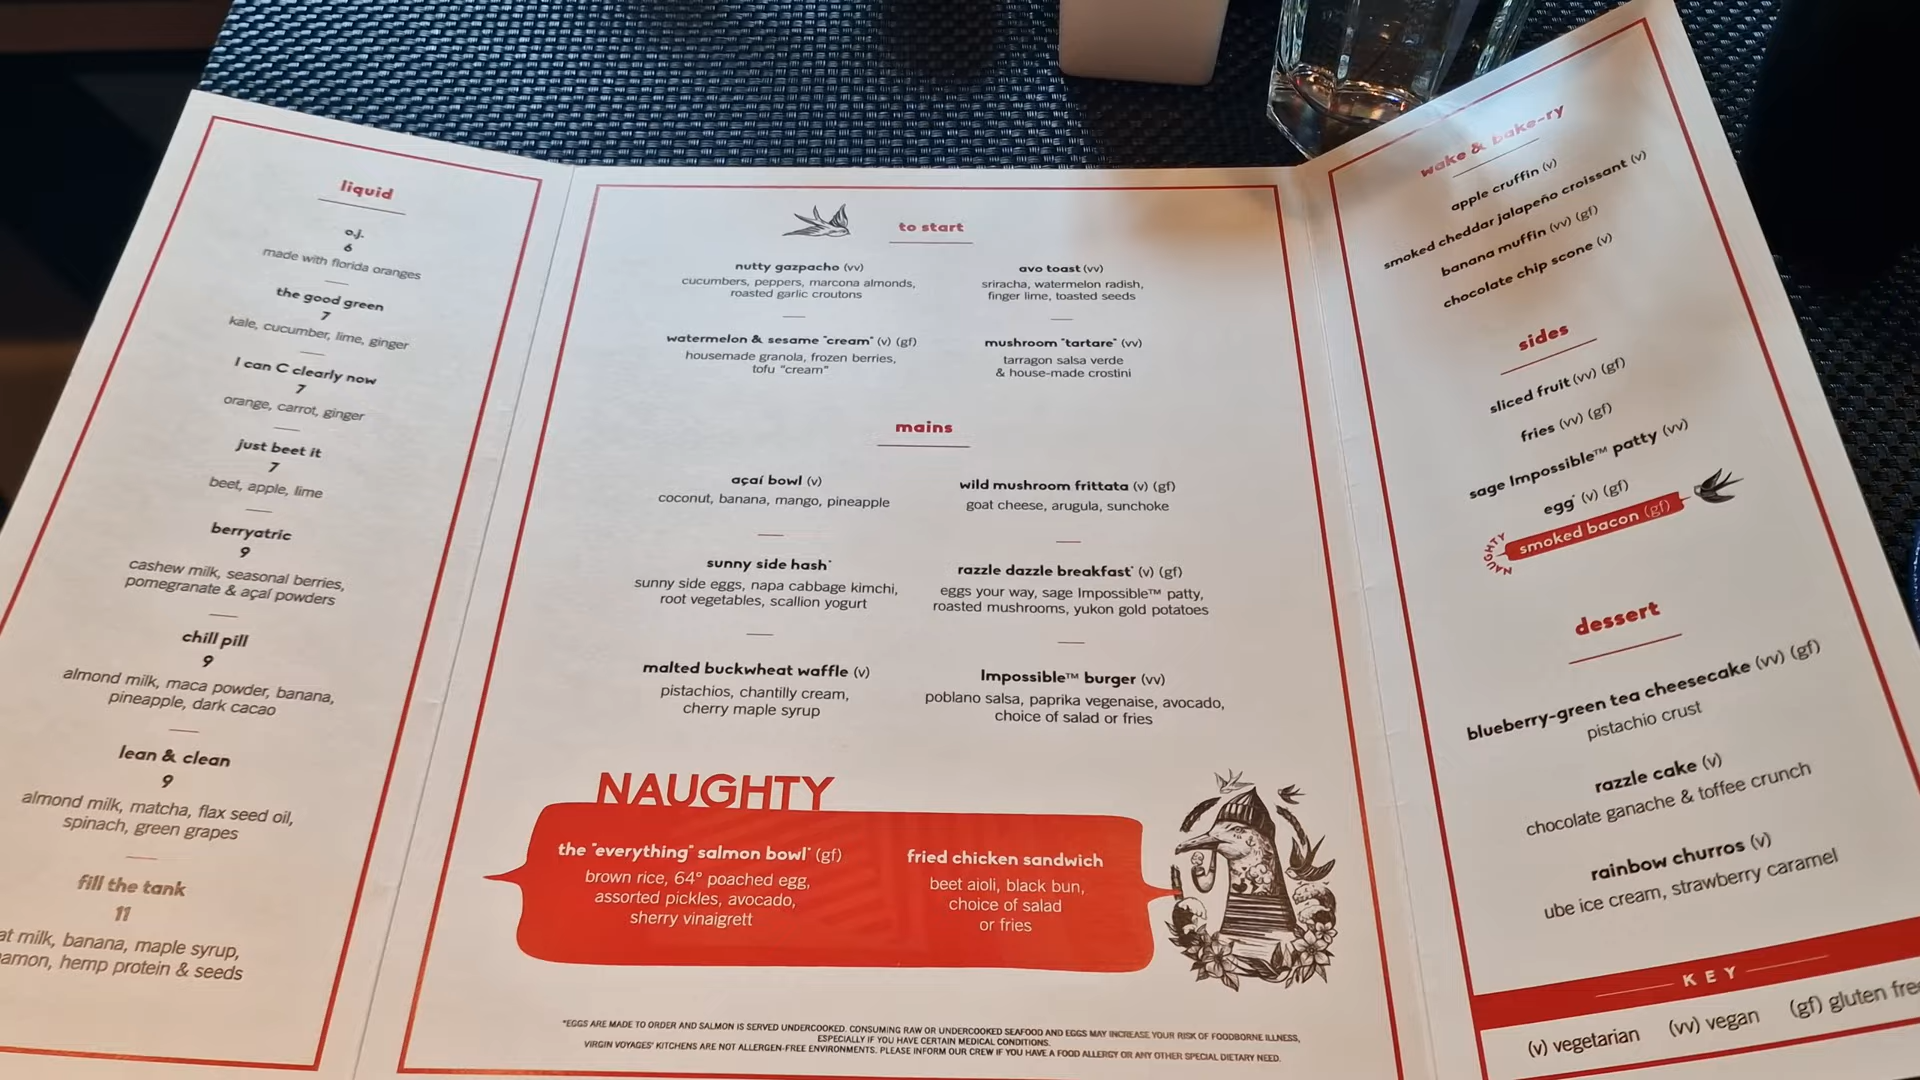 liquid
o.j.
6
made with florida oranges
the good green
7
kale, cucumber, lime, ginger
I can C clearly now
7
orange, carrot, ginger
just beet it
7
beet, apple, lime
berryatric
9
cashew milk, seasonal berries,
pomegranate & açaí powders
chill pill
9
almond milk, maca powder, banana,
pineapple, dark cacao
lean & clean
9
almond milk, matcha, flax seed oil,
spinach, green grapes
fill the tank
11
milk, banana, maple syrup,
hemp protein & seeds
to start
nutty gazpacho (vv)
cucumbers, peppers, marcona almonds,
roasted garlic croutons
avo toast (vv)
sriracha, watermelon radish,
finger lime, toasted seeds
watermelon & sesame "cream" (v) (gf)
housemade granola, frozen berries,
tofu "cream"
mushroom "tartare" (vv)
tarragon salsa verde
& house-made crostini
mains
açaí bowl (v)
coconut, banana, mango, pineapple
wild mushroom frittata (v) (gf)
goat cheese, arugula, sunchoke
sunny side hash*
sunny side eggs, napa cabbage kimchi,
root vegetables, scallion yogurt
razzle dazzle breakfast* (v) (gf)
eggs your way, sage Impossible™ patty,
roasted mushrooms, yukon gold potatoes
malted buckwheat waffle (v)
pistachios, chantilly cream,
cherry maple syrup
Impossible™ burger (vv)
poblano salsa, paprika vegenaise, avocado,
choice of salad or fries
NAUGHTY
the "everything" salmon bowl* (gf)
brown rice, 64° poached egg,
assorted pickles, avocado,
sherry vinaigrett
fried chicken sandwich
beet aioli, black bun,
choice of salad
or fries
*EGGS ARE MADE TO ORDER AND SALMON IS SERVED UNDERCOOKED. CONSUMING RAW OR UNDERCOOKED SEAFOOD AND EGGS MAY INCREASE YOUR RISK OF FOODBORNE ILLNESS,
ESPECIALLY IF YOU HAVE CERTAIN MEDICAL CONDITIONS.
VIRGIN VOYAGES' KITCHENS ARE NOT ALLERGEN-FREE ENVIRONMENTS. PLEASE INFORM OUR CREW IF YOU HAVE A FOOD ALLERGY OR ANY OTHER SPECIAL DIETARY NEED.
wake & bake-ry
apple cruffin (v)
smoked cheddar jalapeño croissant (v)
banana muffin (vv) (gf)
chocolate chip scone (v)
sides
sliced fruit (vv) (gf)
fries (vv) (gf)
sage Impossible™ patty (vv)
egg* (v) (gf)
NAUGHTY
smoked bacon (gf)
dessert
blueberry-green tea cheesecake (vv) (gf)
pistachio crust
razzle cake (v)
chocolate ganache & toffee crunch
rainbow churros (v)
ube ice cream, strawberry caramel
KEY
(v) vegetarian (vv) vegan (gf) gluten free